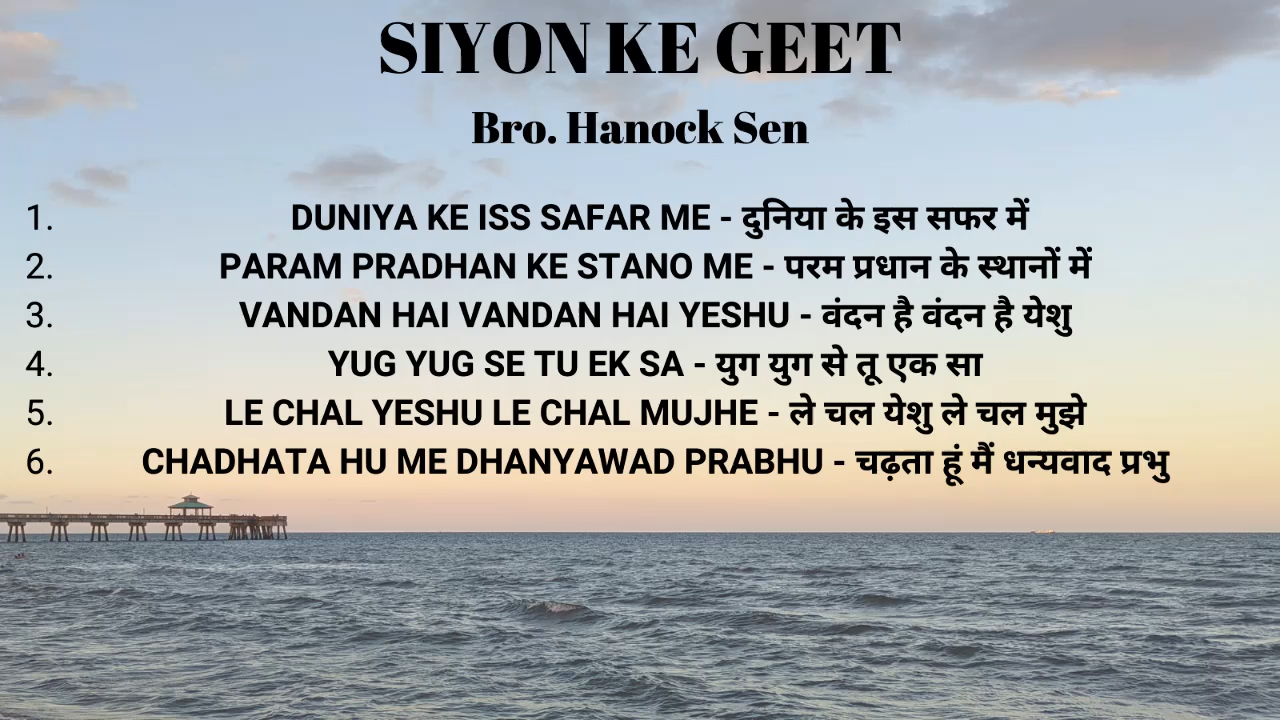 SIYON KE GEET
Bro. Hanock Sen
1. DUNIYA KE ISS SAFAR ME - दुनिया के इस सफर में
2. PARAM PRADHAN KE STANO ME - परम प्रधान के स्थानों में
3. VANDAN HAI VANDAN HAI YESHU - वंदन है वंदन है येशु
4. YUG YUG SE TU EK SA - युग युग से तू एक सा
5. LE CHAL YESHU LE CHAL MUJHE - ले चल येशु ले चल मुझे
6. CHADHATA HU ME DHANYAWAD PRABHU - चढ़ता हूं मैं धन्यवाद प्रभु